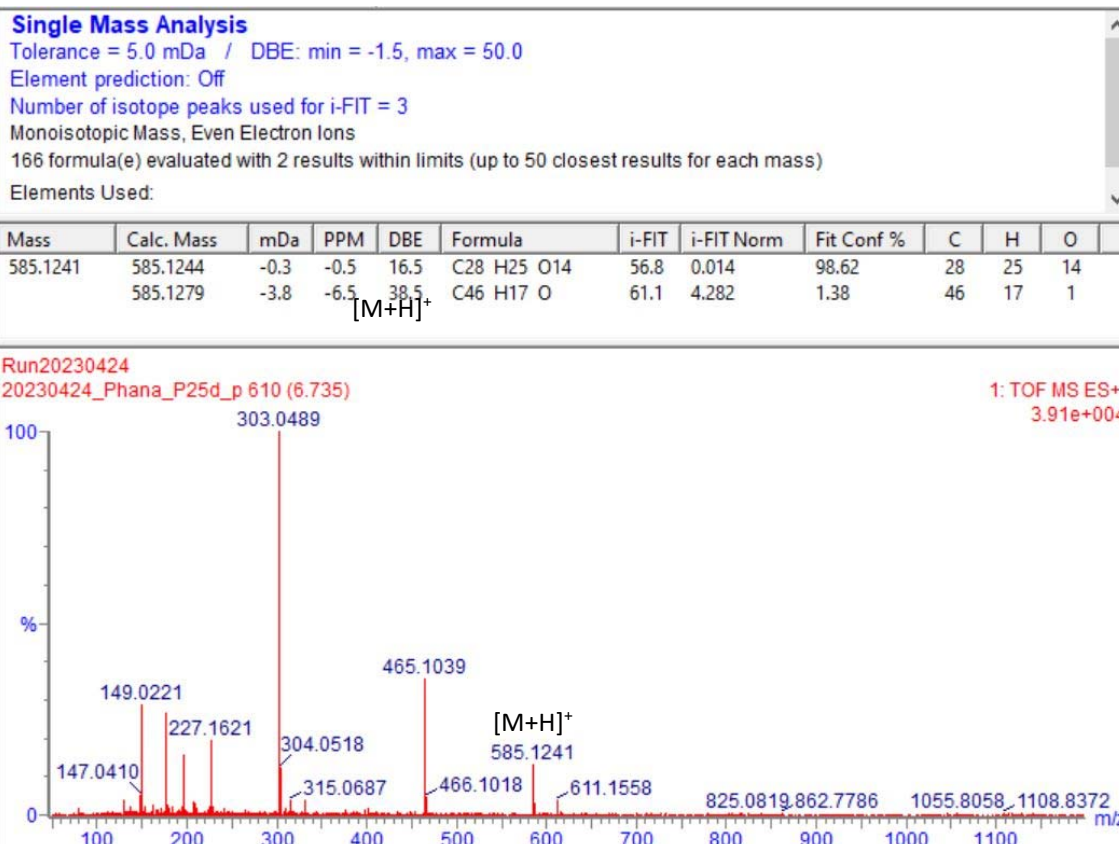 Single Mass Analysis
Tolerance = 5.0 mDa / DBE: min = -1.5, max = 50.0
Element prediction: Off
Number of isotope peaks used for i-FIT = 3
Monoisotopic Mass, Even Electron Ions
166 formula(e) evaluated with 2 results within limits (up to 50 closest results for each mass)
Elements Used:
Mass Calc. Mass mDa PPM DBE Formula i-FIT i-FIT Norm Fit Conf % C H O
585.1241 585.1244 -0.3 -0.5 16.5 C28 H25 O14 56.8 0.014 98.62 28 25 14
585.1279 -3.8 -6.5 38.5 C46 H17 O 61.1 4.282 1.38 46 17 1
[M+H]+
Run20230424
20230424_Phana_P25d_p 610 (6.735) 1: TOF MS ES+
3.91e+004
303.0489
100
%
465.1039
149.0221
[M+H]+
227.1621
585.1241
304.0518
147.0410
315.0687
466.1018
611.1558
825.0819 862.7786
1055.8058
1108.8372
0
m/z
100 200 300 400 500 600 700 800 900 1000 1100